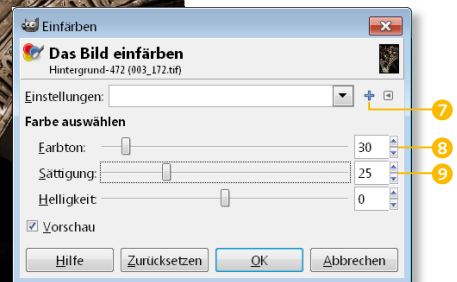 Einfärben
Das Bild einfärben
Hintergrund-472 (003_172.tif)
Einstellungen:
7
Farbe auswählen
Farbton: 30
8
Sättigung: 25
9
Helligkeit: 0
Vorschau
Hilfe Zurücksetzen OK Abbrechen